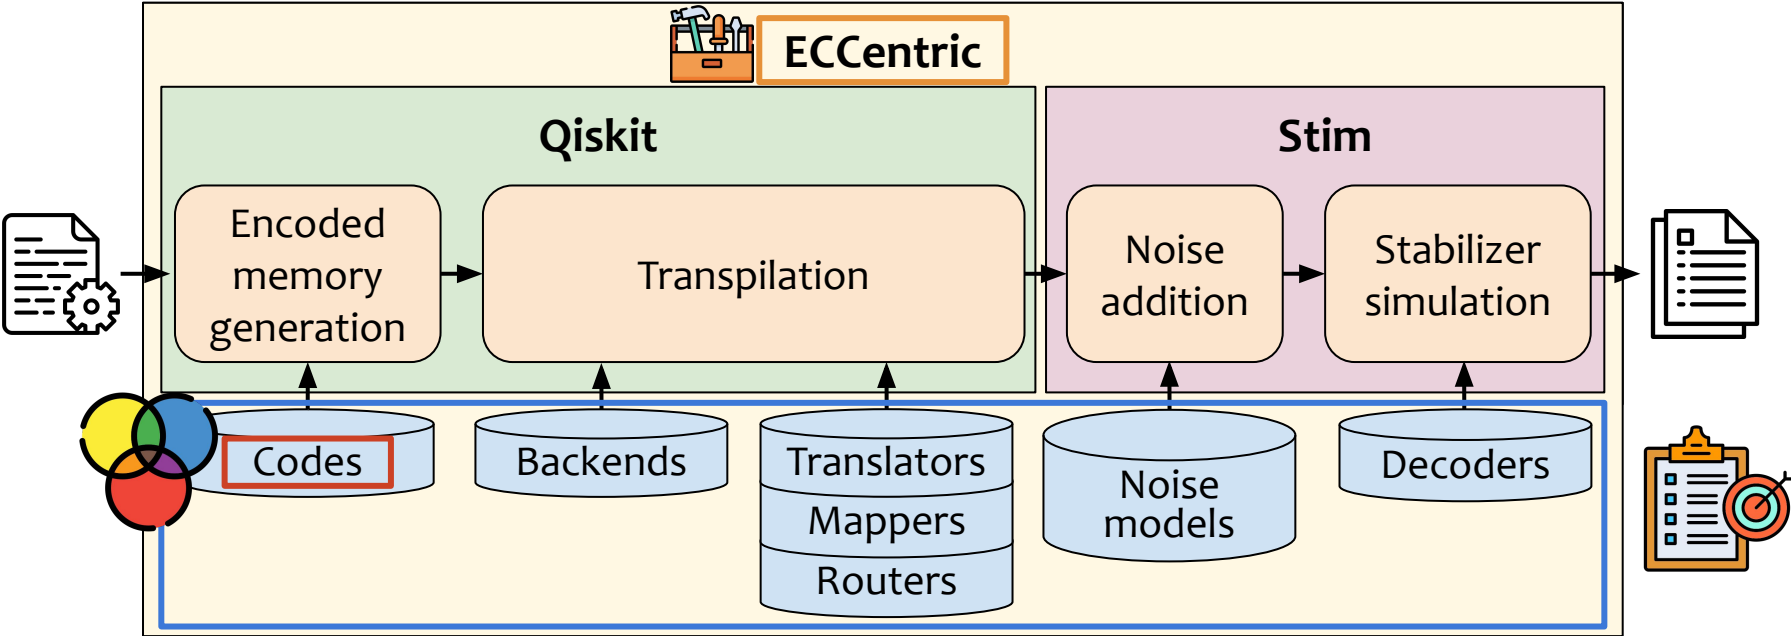 ECCentric
Qiskit
Stim
Encoded
memory
generation
Transpilation
Noise
addition
Stabilizer
simulation
Codes
Backends
Translators
Mappers
Routers
Noise
models
Decoders